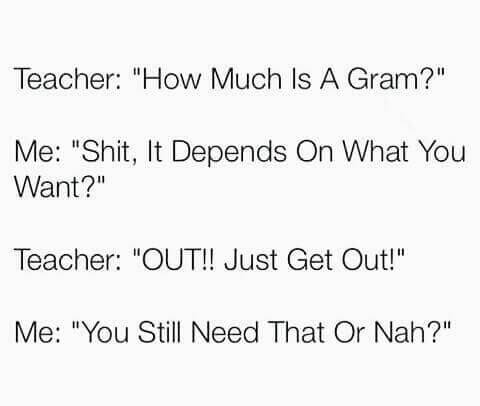 Teacher: "How Much Is A Gram?"
Me: "Shit, It Depends On What You
Want?"
Teacher: "OUT!! Just Get Out!"
Me: "You Still Need That Or Nah?"